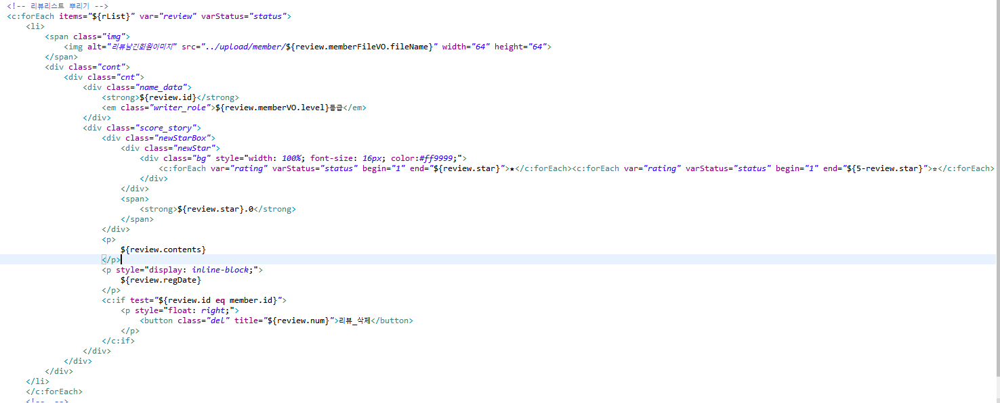 <!-- 리뷰리스트 뿌리기 -->
<c:forEach items="${rList}" var="review" varStatus="status">
<li>
<span class="img">
<img alt="리뷰남긴회원이미지" src="../upload/member/${review.memberFileVO.fileName}" width="64" height="64">
</span>
<div class="cont">
<div class="cnt">
<div class="name_data">
<strong>${review.id}</strong>
<em class="writer_role">${review.memberVO.level}등급</em>
</div>
<div class="score_story">
<div class="newStarBox">
<div class="newStar">
<div class="bg" style="width: 100%; font-size: 16px; color:#ff9999;">
<c:forEach var="rating" varStatus="status" begin="1" end="${review.star}">★</c:forEach><c:forEach var="rating" varStatus="status" begin="1" end="${5-review.star}">☆</c:forEach>
</div>
</div>
<span>
<strong>${review.star}.0</strong>
</span>
</div>
<p>
${review.contents}
</p>
<p style="display: inline-block;">
${review.regDate}
</p>
<c:if test="${review.id eq member.id}">
<p style="float: right;">
<button class="del" title="${review.num}">리뷰_삭제</button>
</p>
</c:if>
</div>
</div>
</div>
</li>
</c:forEach>
<!-- -->